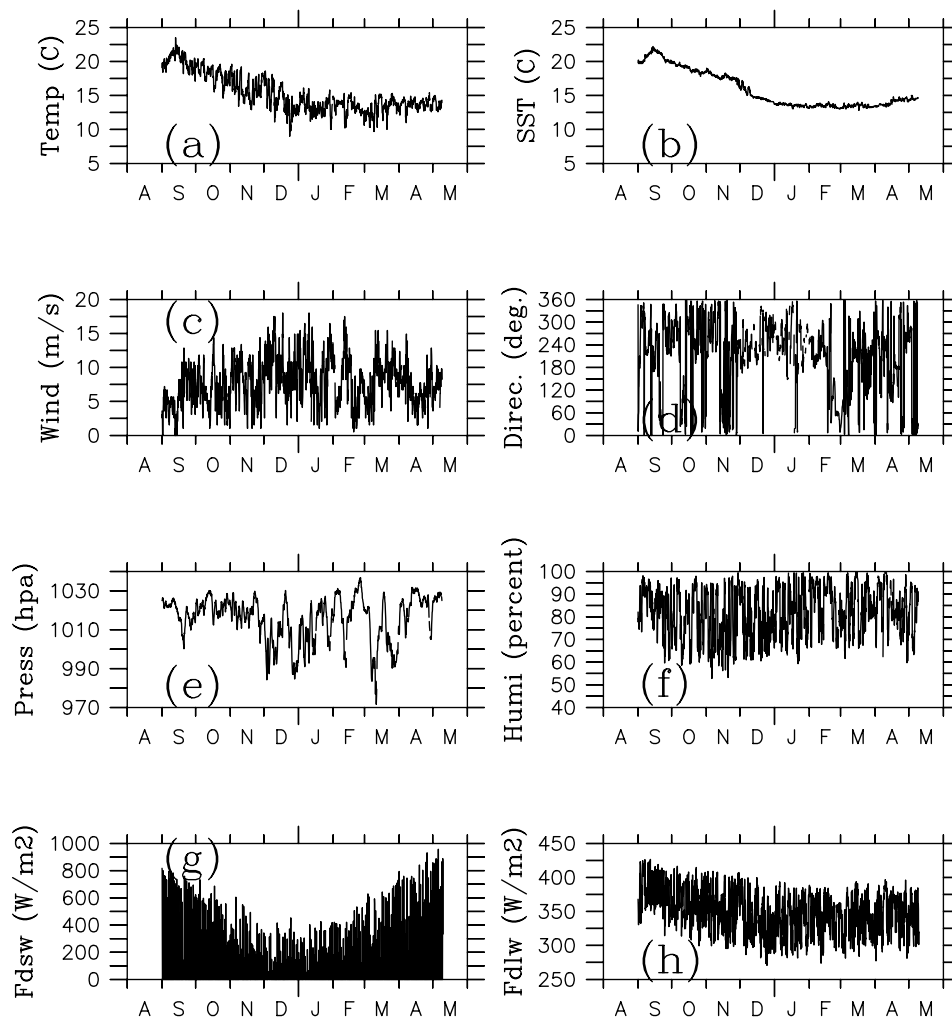 25
20
15
10
5
Temp (C)
(a)
A S O N D J F M A M
25
20
15
10
5
SST (C)
(b)
A S O N D J F M A M
20
15
10
5
0
Wind (m/s)
(c)
A S O N D J F M A M
360
300
240
180
120
60
0
Direc. (deg.)
(d)
A S O N D J F M A M
1030
1010
990
970
Press (hpa)
(e)
A S O N D J F M A M
100
90
80
70
60
50
40
Humi (percent)
(f)
A S O N D J F M A M
1000
800
600
400
200
0
Fdsw (W/m2)
(g)
A S O N D J F M A M
450
400
350
300
250
Fdlw (W/m2)
(h)
A S O N D J F M A M